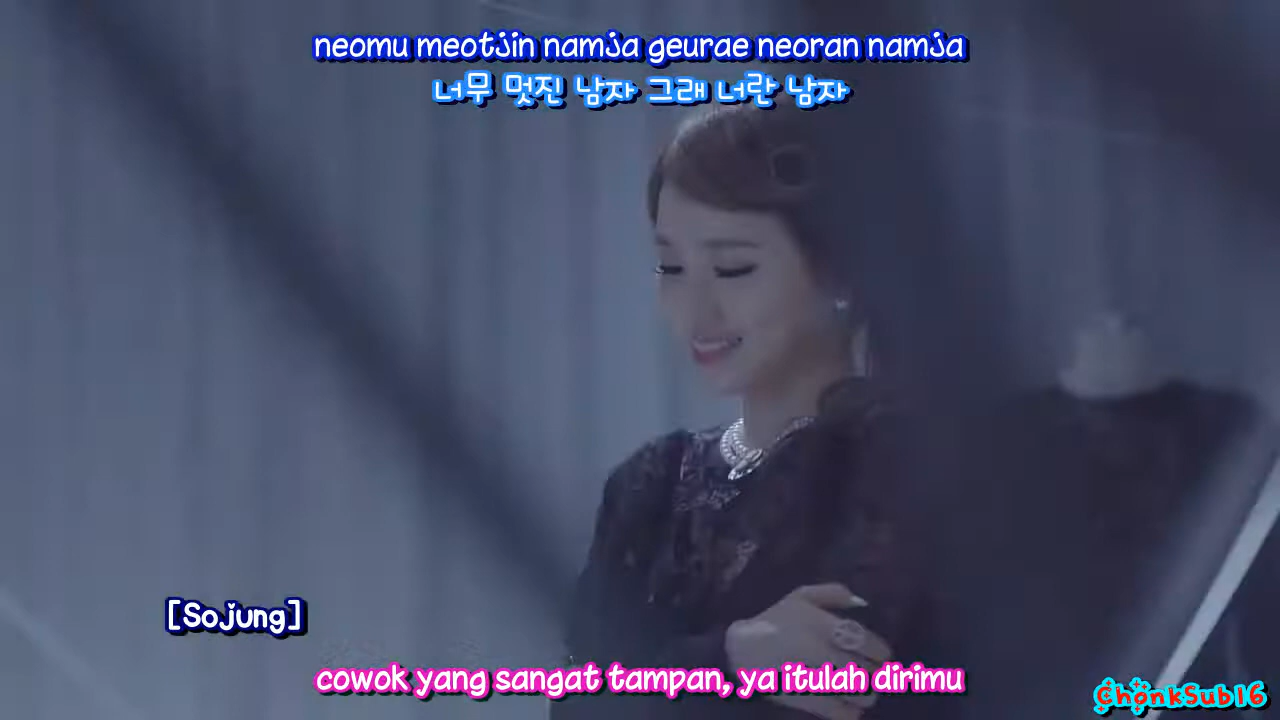 neomu meotjin namja geurae neoran namja
너무 멋진 남자 그래 너란 남자
[Sojung]
cowok yang sangat tampan, ya itulah dirimu
ChonkSub16